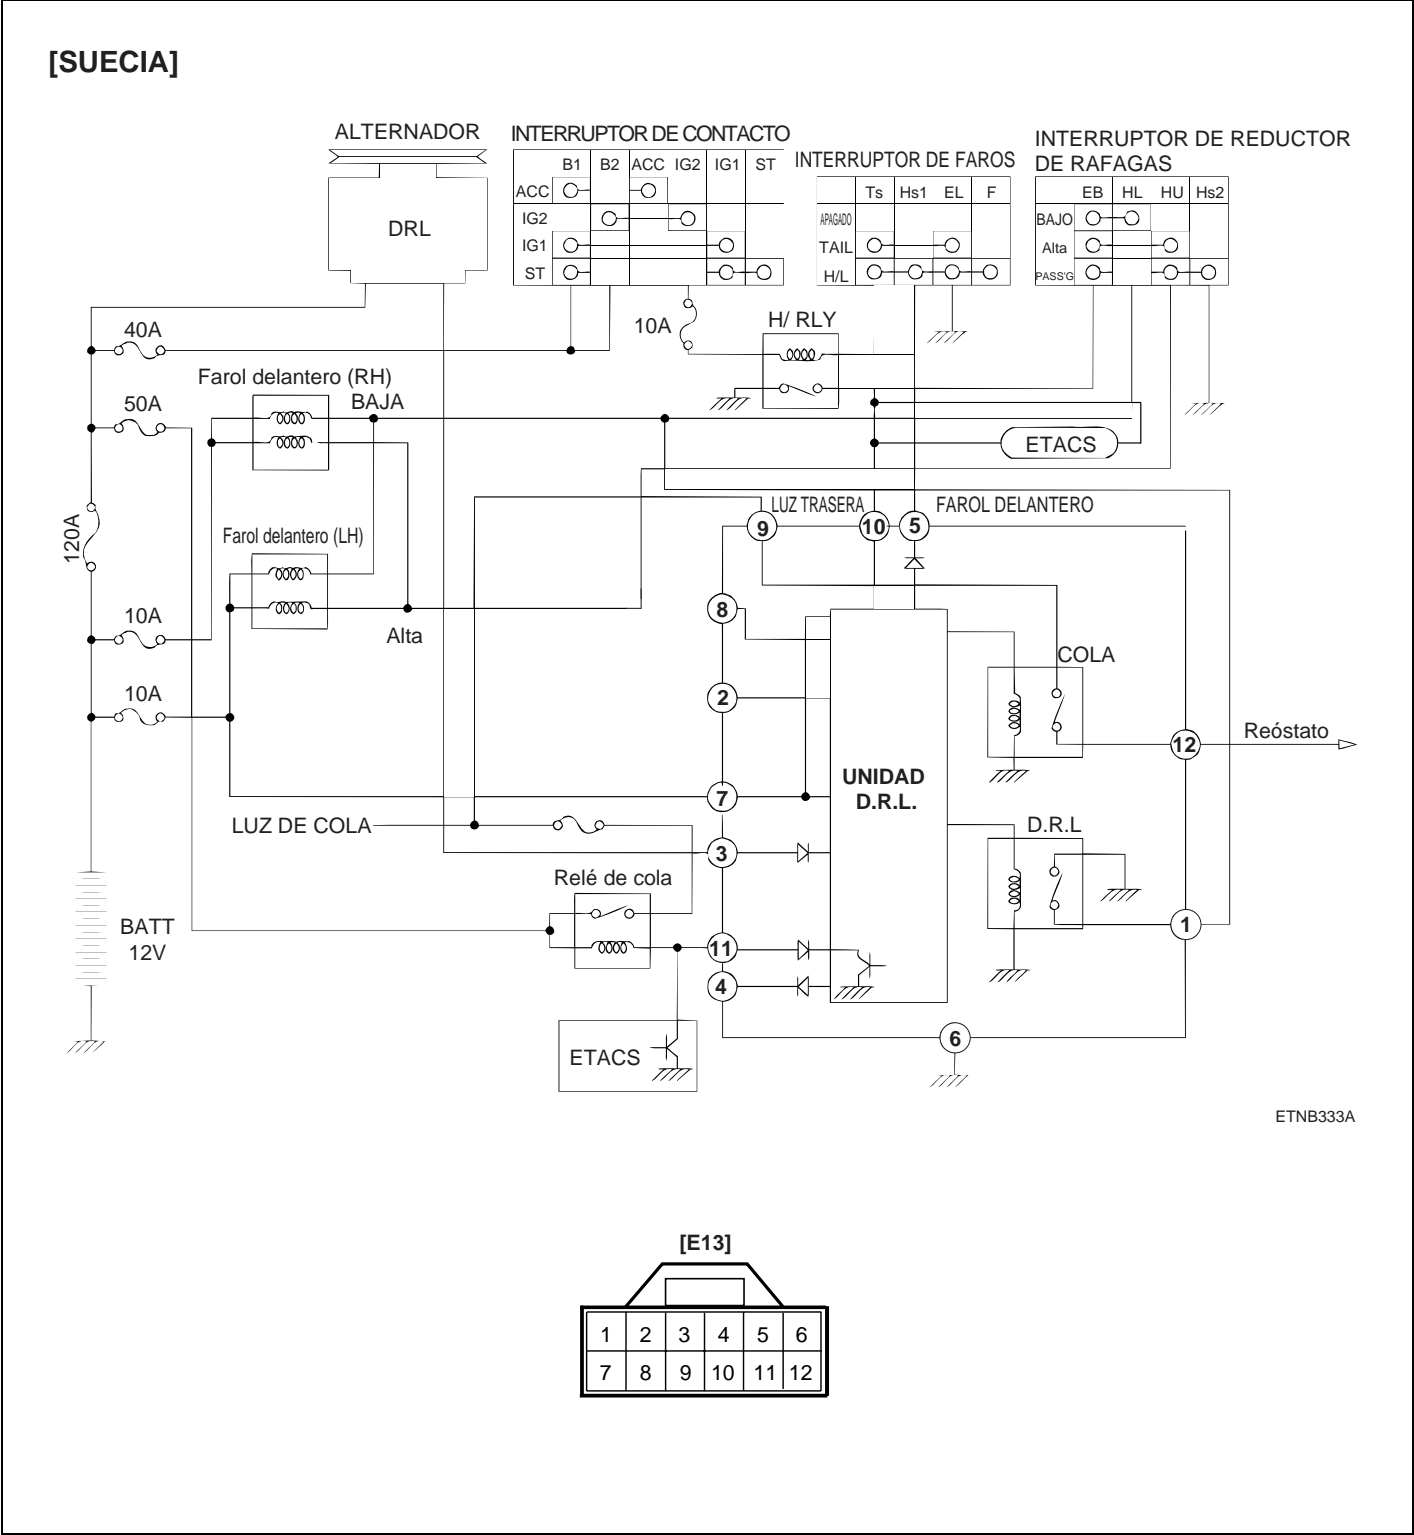 [SUECIA]
ALTERNADOR
DRL
INTERRUPTOR DE CONTACTO
B1 B2 ACC IG2 IG1 ST
ACC
IG2
IG1
ST
INTERRUPTOR DE FAROS
Ts Hs1 EL F
APAGADO
TAIL
H/L
INTERRUPTOR DE REDUCTOR
DE RAFAGAS
EB HL HU Hs2
BAJO
Alta
PASS'G
40A
10A
H/ RLY
Farol delantero (RH)
BAJA
50A
ETACS
120A
Farol delantero (LH)
LUZ TRASERA
FAROL DELANTERO
9
10
5
8
10A
Alta
10A
2
COLA
12
Reóstato
UNIDAD
D.R.L.
7
LUZ DE COLA
3
D.R.L
Relé de cola
BATT
12V
1
11
4
ETACS
6
ETNB333A
[E13]
1 2 3 4 5 6
7 8 9 10 11 12